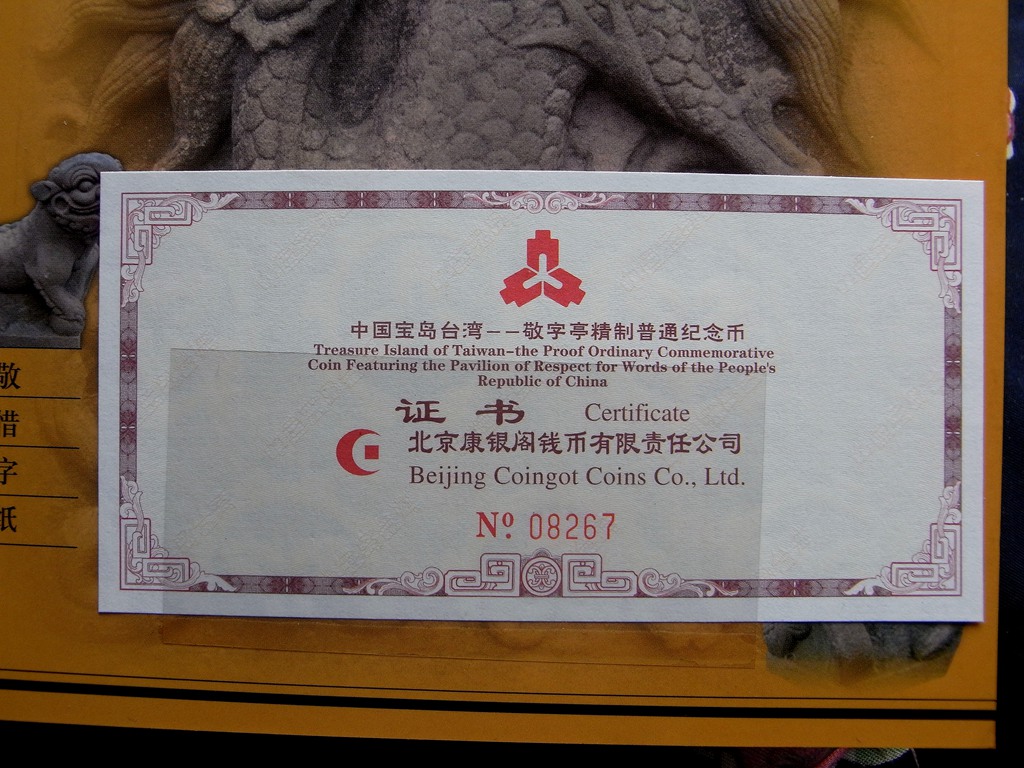 中国宝岛台湾--敬字亭精制普通纪念币
Treasure Island of Taiwan-the Proof Ordinary Commemorative
Coin Featuring the Pavilion of Respect for Words of the People's
Republic of China
证 书 Certificate
北京康银阁钱币有限责任公司
Beijing Coingot Coins Co., Ltd.
Nº 08267
敬
惜
字
纸